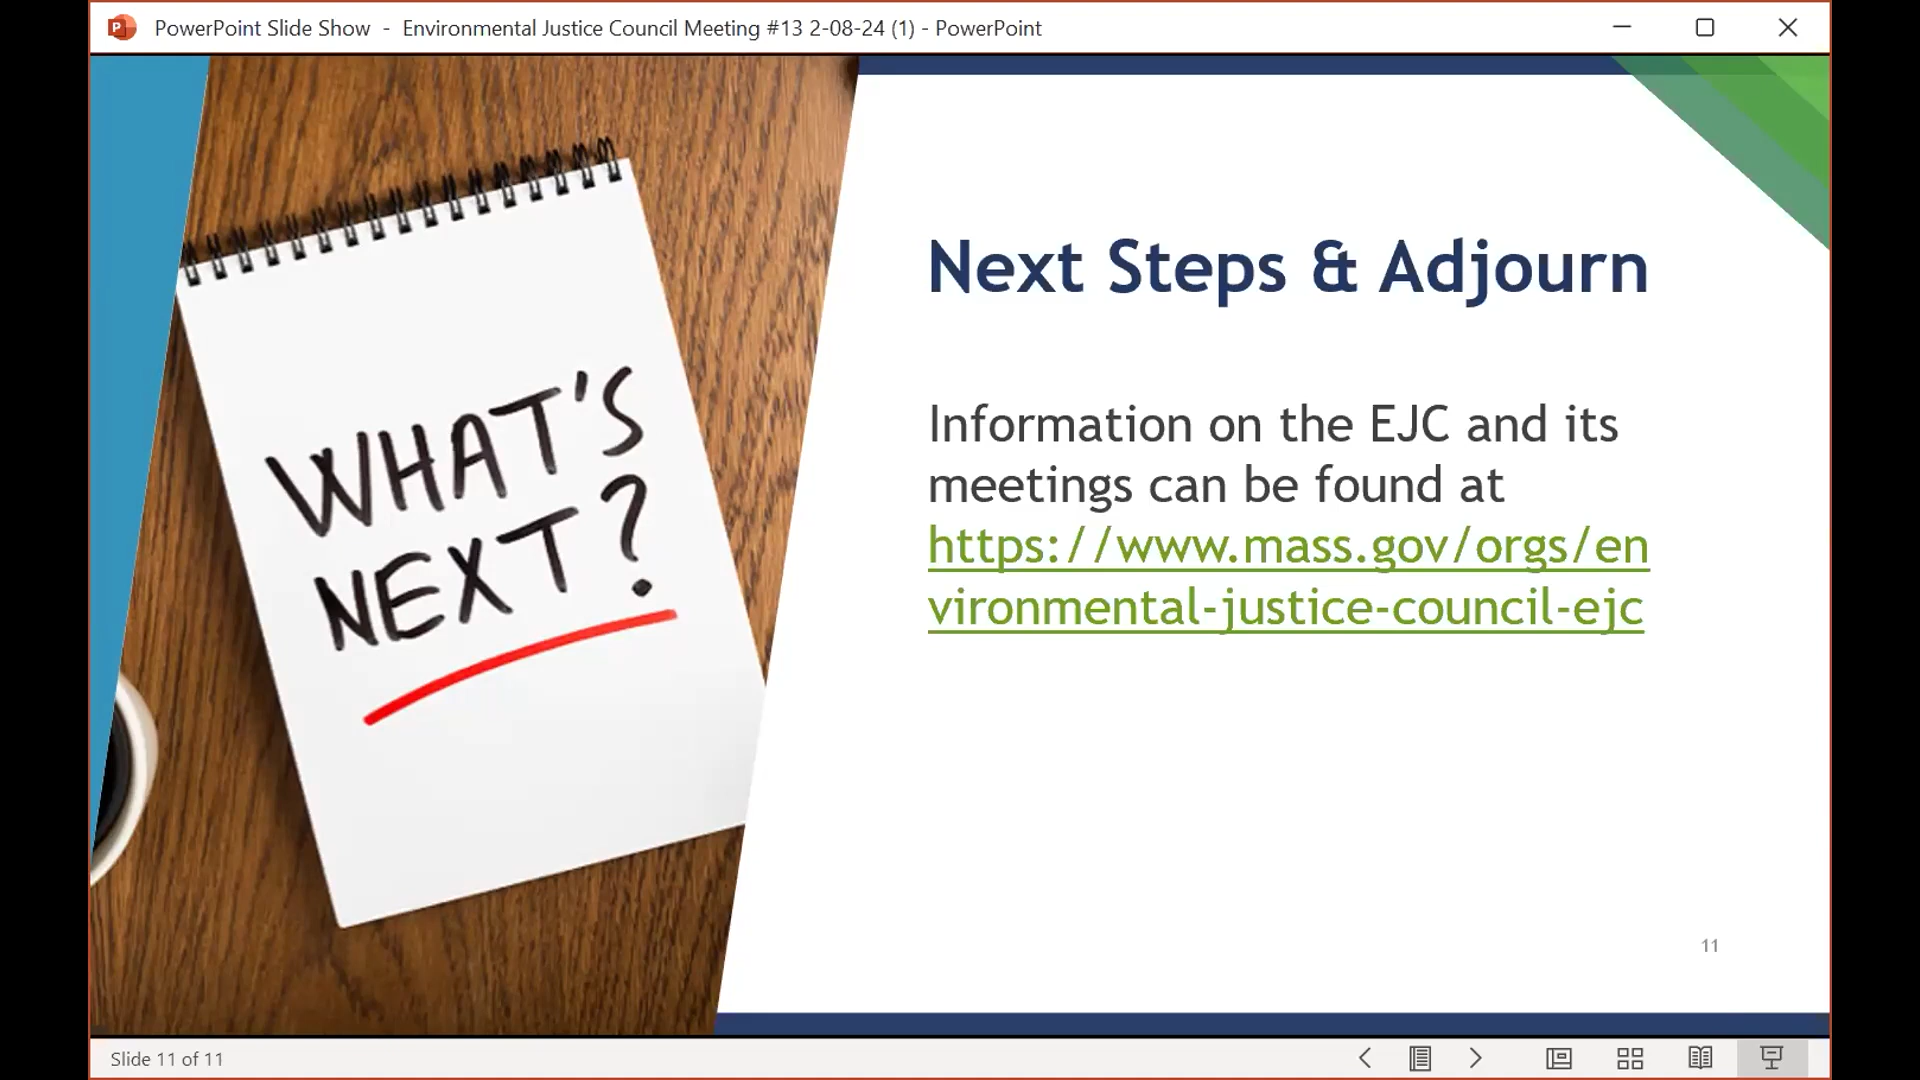 PowerPoint Slide Show - Environmental Justice Council Meeting #13 2-08-24 (1) - PowerPoint
WHAT'S
NEXT?
Next Steps & Adjourn
Information on the EJC and its
meetings can be found at
https://www.mass.gov/orgs/en
vironmental-justice-council-ejc
11
Slide 11 of 11